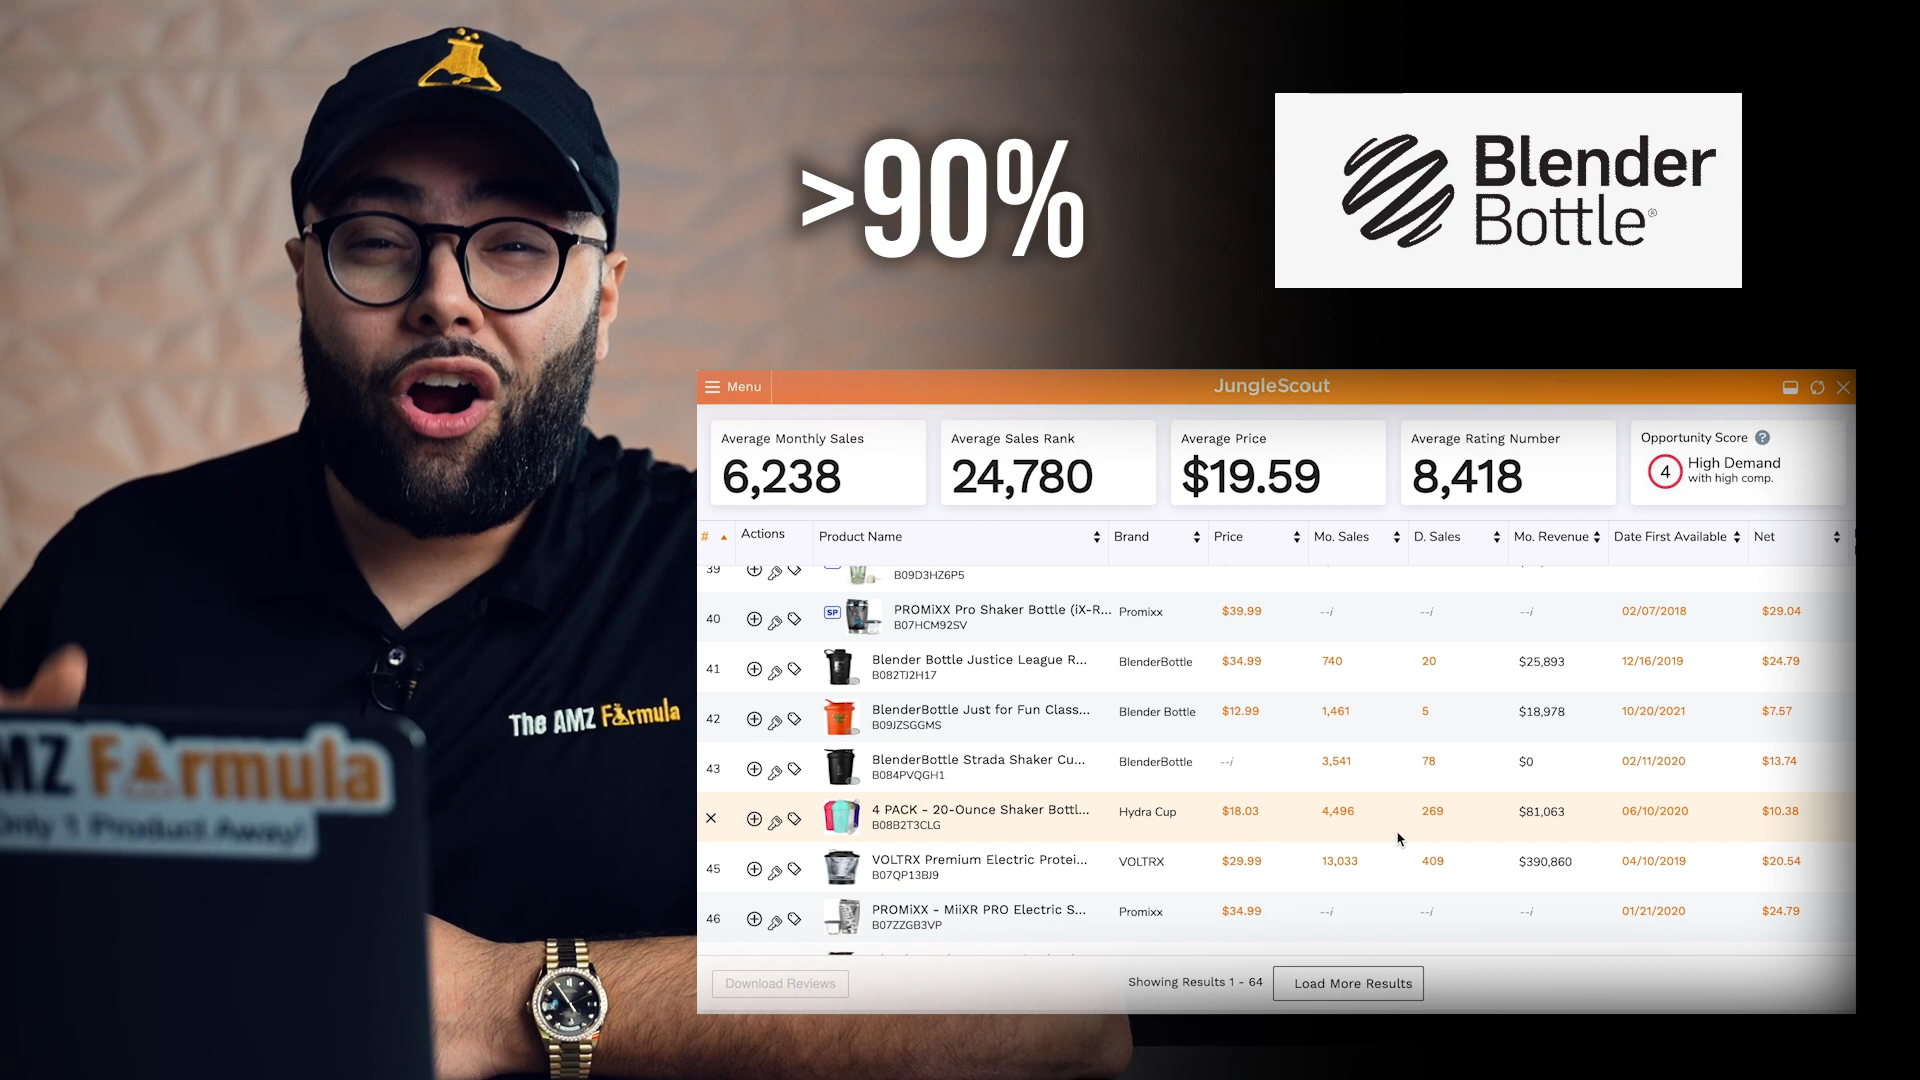 >90%
Blender
Bottle®
Menu
JungleScout
Average Monthly Sales
6,238
Average Sales Rank
24,780
Average Price
$19.59
Average Rating Number
8,418
Opportunity Score ?
4
High Demand
with high comp.
# Actions Product Name Brand Price Mo. Sales D. Sales Mo. Revenue Date First Available Net
39 B09D3HZ6P5
40 SP PROMiXX Pro Shaker Bottle (iX-R... Promixx $39.99 --i --i --i 02/07/2018 $29.04
B07HCM92SV
41 Blender Bottle Justice League R... BlenderBottle $34.99 740 20 $25,893 12/16/2019 $24.79
B082TJ2H17
42 BlenderBottle Just for Fun Class... Blender Bottle $12.99 1,461 5 $18,978 10/20/2021 $7.57
B09JZSGGMS
43 BlenderBottle Strada Shaker Cu... BlenderBottle --i 3,541 78 $0 02/11/2020 $13.74
B084PVQGH1
4 PACK - 20-Ounce Shaker Bottl... Hydra Cup $18.03 4,496 269 $81,063 06/10/2020 $10.38
B08B2T3CLG
45 VOLTRX Premium Electric Protei... VOLTRX $29.99 13,033 409 $390,860 04/10/2019 $20.54
B07QP13BJ9
46 PROMiXX - MiiXR PRO Electric S... Promixx $34.99 --i --i --i 01/21/2020 $24.79
B07ZZGB3VP
Download Reviews
Showing Results 1 - 64
Load More Results
The AMZ Formula
MZ Formula
Only 1 Product Away!